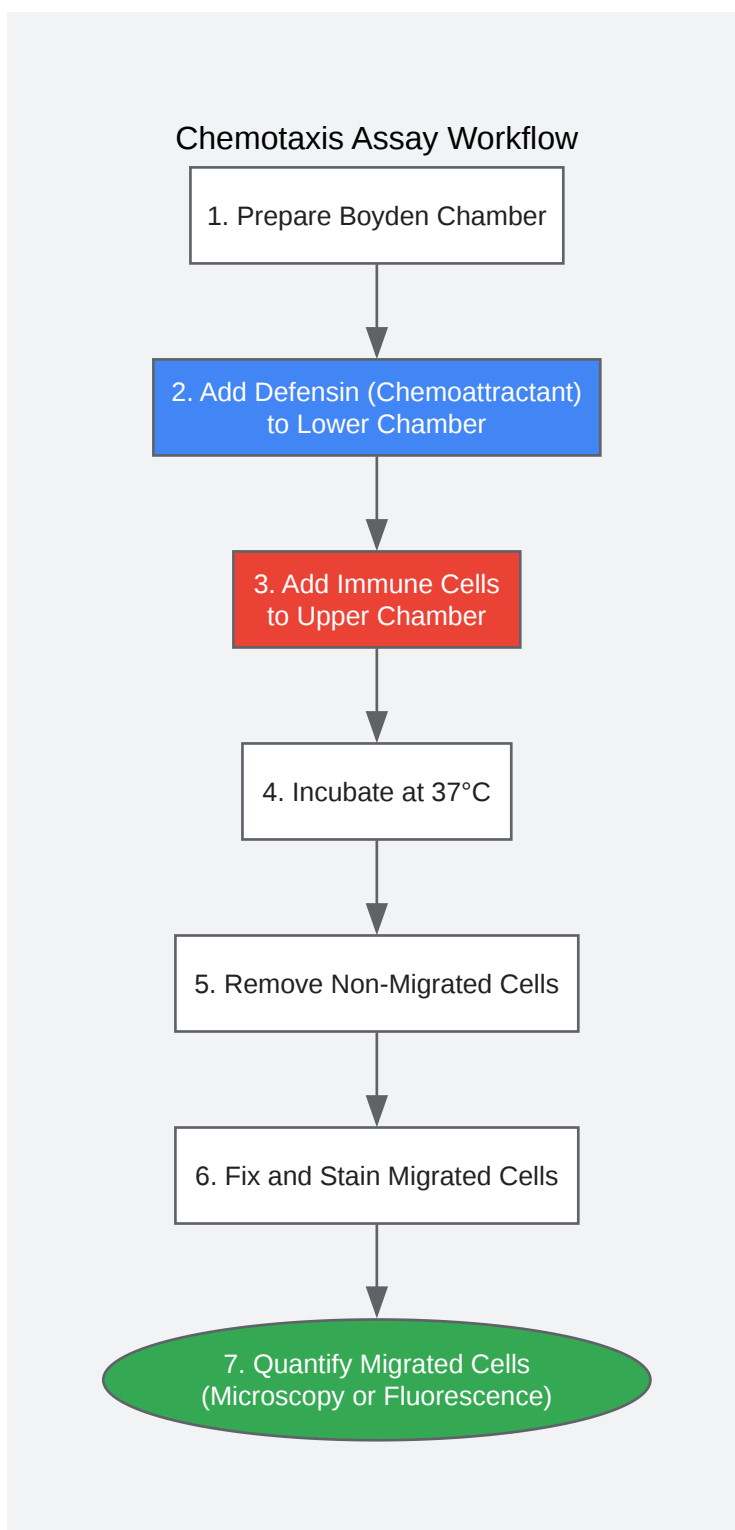 Chemotaxis Assay Workflow
1. Prepare Boyden Chamber
2. Add Defensin (Chemoattractant)
to Lower Chamber
3. Add Immune Cells
to Upper Chamber
4. Incubate at 37°C
5. Remove Non-Migrated Cells
6. Fix and Stain Migrated Cells
7. Quantify Migrated Cells
(Microscopy or Fluorescence)